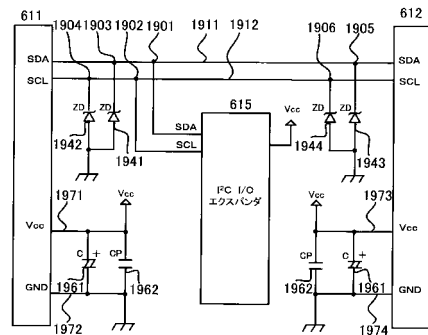 611
1904 1903 1902 1901 1911 1912 1906 1905 612
SDA
SCL
SDA
SCL
ZD ZD
1942 1941
615
Vcc
SDA
SCL
I²C I/O
エクスパンダ
ZD ZD
1944 1943
1971
Vcc
Vcc
C +
CP
1961 1962
GND
1972
Vcc
1973
Vcc
CP
C +
1962 1961
GND
1974